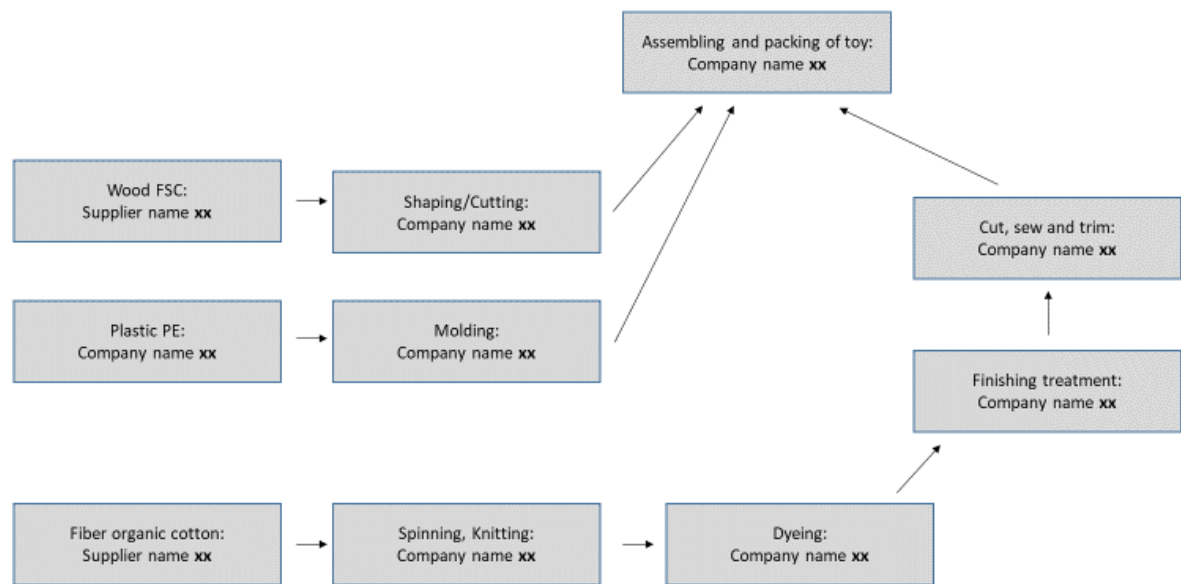 Assembling and packing of toy:
Company name xx
Wood FSC:
Supplier name xx
Shaping/Cutting:
Company name xx
Cut, sew and trim:
Company name xx
Plastic PE:
Company name xx
Molding:
Company name xx
Finishing treatment:
Company name xx
Fiber organic cotton:
Supplier name xx
Spinning, Knitting:
Company name xx
Dyeing:
Company name xx